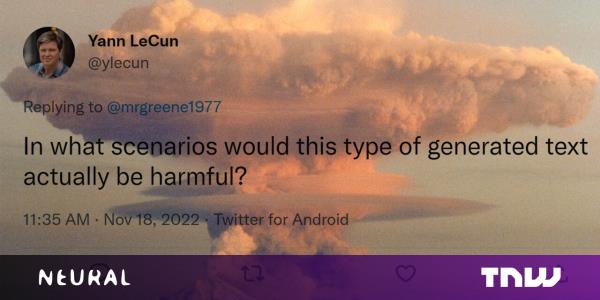 Yann LeCun
@ylecun
Replying to @mrgreene1977
In what scenarios would this type of generated text
actually be harmful?
11:35 AM · Nov 18, 2022 · Twitter for Android
NEURAL
TNW